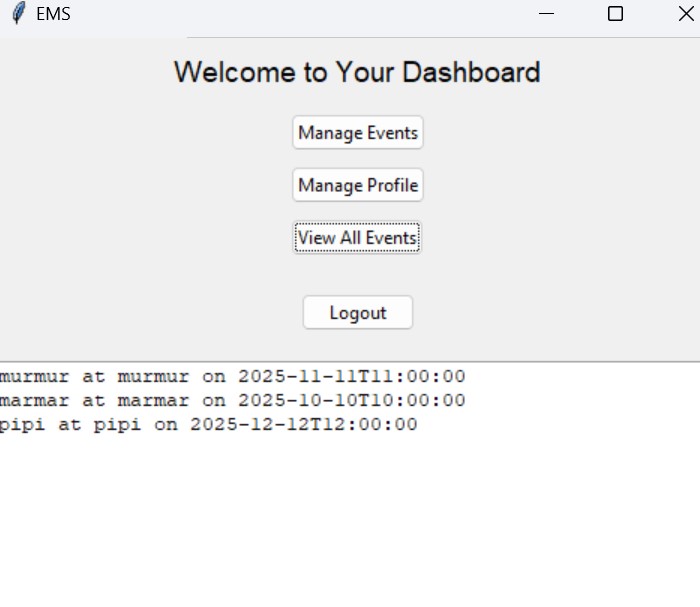 EMS
Welcome to Your Dashboard
Manage Events
Manage Profile
View All Events
Logout
murmur at murmur on 2025-11-11T11:00:00
marmar at marmar on 2025-10-10T10:00:00
pipi at pipi on 2025-12-12T12:00:00